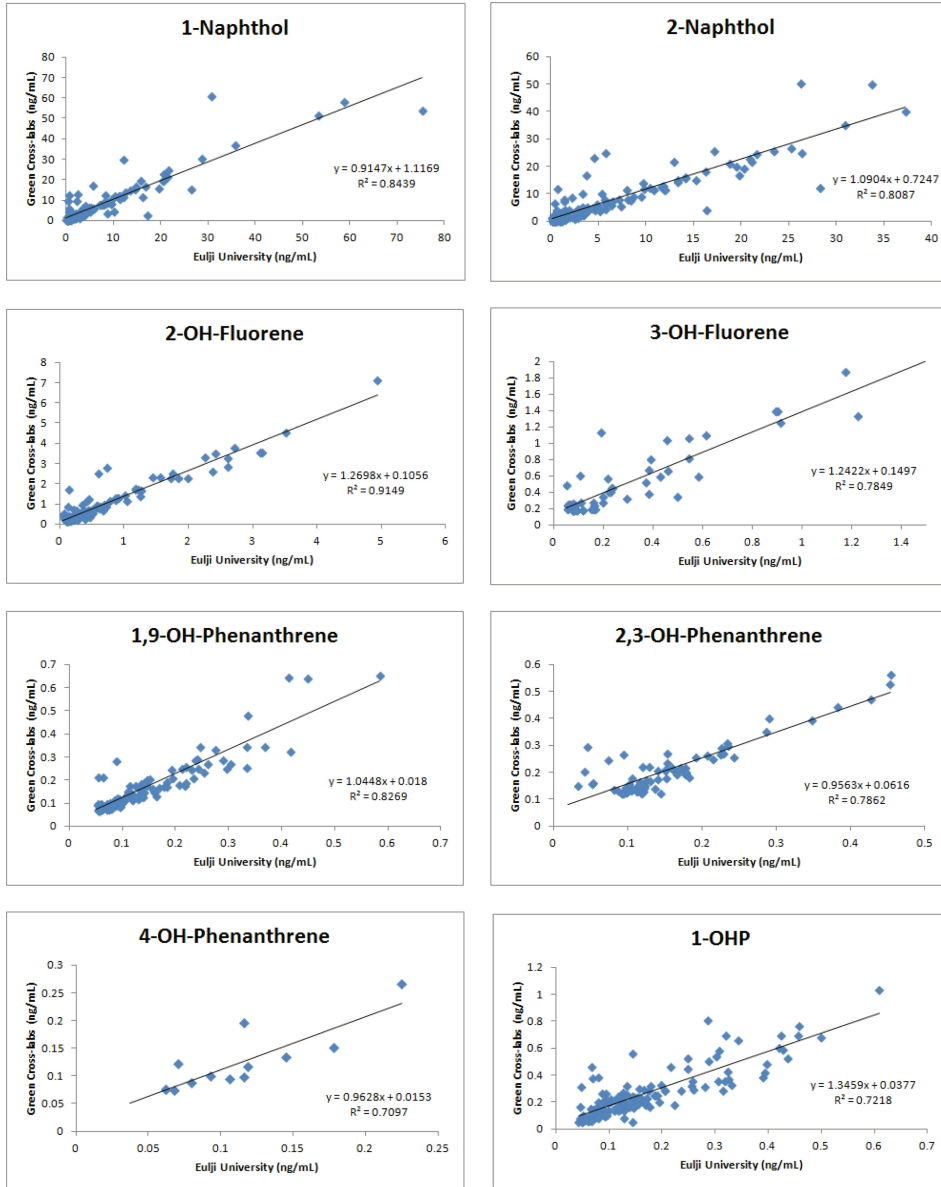 1-Naphthol
80
70
60
50
40
30
20
10
0
Green Cross-labs (ng/mL)
y = 0.9147x + 1.1169
R² = 0.8439
0 10 20 30 40 50 60 70 80
Eulji University (ng/mL)
2-Naphthol
60
50
40
30
20
10
0
Green Cross-labs (ng/mL)
y = 1.0904x + 0.7247
R² = 0.8087
0 5 10 15 20 25 30 35 40
Eulji University (ng/mL)
2-OH-Fluorene
8
7
6
5
4
3
2
1
0
Green Cross-labs (ng/mL)
y = 1.2698x + 0.1056
R² = 0.9149
0 1 2 3 4 5 6
Eulji University (ng/mL)
3-OH-Fluorene
2
1.8
1.6
1.4
1.2
1
0.8
0.6
0.4
0.2
0
Green Cross-labs (ng/mL)
y = 1.2422x + 0.1497
R² = 0.7849
0 0.2 0.4 0.6 0.8 1 1.2 1.4
Eulji University (ng/mL)
1,9-OH-Phenanthrene
0.7
0.6
0.5
0.4
0.3
0.2
0.1
0
Green Cross-labs (ng/mL)
y = 1.0448x + 0.018
R² = 0.8269
0 0.1 0.2 0.3 0.4 0.5 0.6 0.7
Eulji University (ng/mL)
2,3-OH-Phenanthrene
0.6
0.5
0.4
0.3
0.2
0.1
0
Green Cross-labs (ng/mL)
y = 0.9563x + 0.0616
R² = 0.7862
0 0.1 0.2 0.3 0.4 0.5
Eulji University (ng/mL)
4-OH-Phenanthrene
0.3
0.25
0.2
0.15
0.1
0.05
0
Green Cross-labs (ng/mL)
y = 0.9628x + 0.0153
R² = 0.7097
0 0.05 0.1 0.15 0.2 0.25
Eulji University (ng/mL)
1-OHP
1.2
1
0.8
0.6
0.4
0.2
0
Green Cross-labs (ng/mL)
y = 1.3459x + 0.0377
R² = 0.7218
0 0.1 0.2 0.3 0.4 0.5 0.6 0.7
Eulji University (ng/mL)